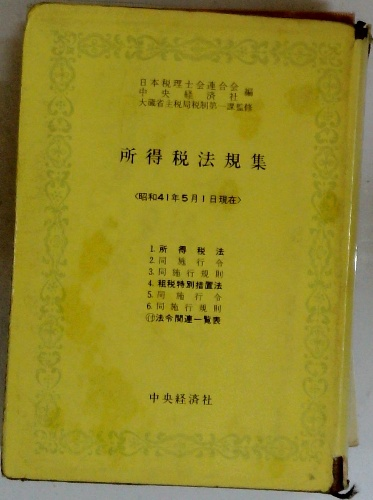 日本税理士会連合会
中央経済社 編
大蔵省主税局税制第一課監修
所得税法規集
〈昭和41年5月1日現在〉
1.所得税法
2.同施行令
3.同施行規則
4.租税特別措置法
5.同施行令
6.同施行規則
法令関連一覧表
中央経済社